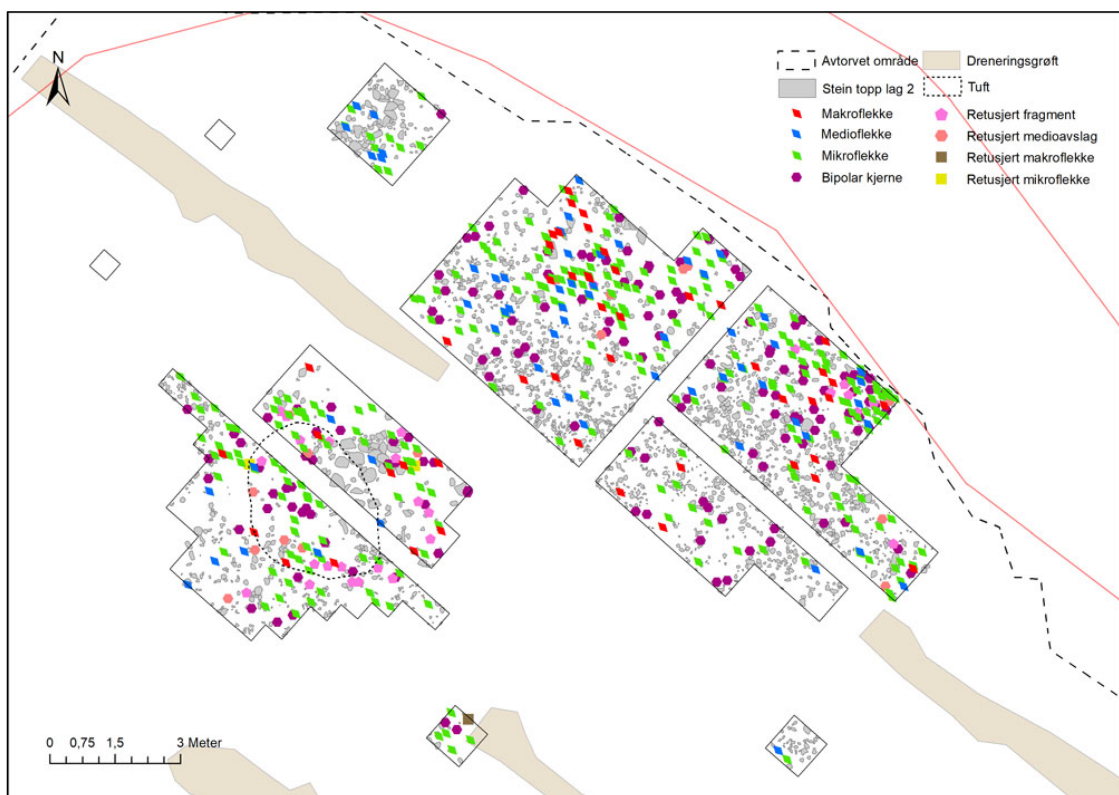 N
Avtorvet område
Dreneringsgrøft
Stein topp lag 2
Tuft
Makroflekke
Retusjert fragment
Medioflekke
Retusjert medioavslag
Mikroflekke
Retusjert makroflekke
Bipolar kjerne
Retusjert mikroflekke
0 0,75 1,5 3 Meter